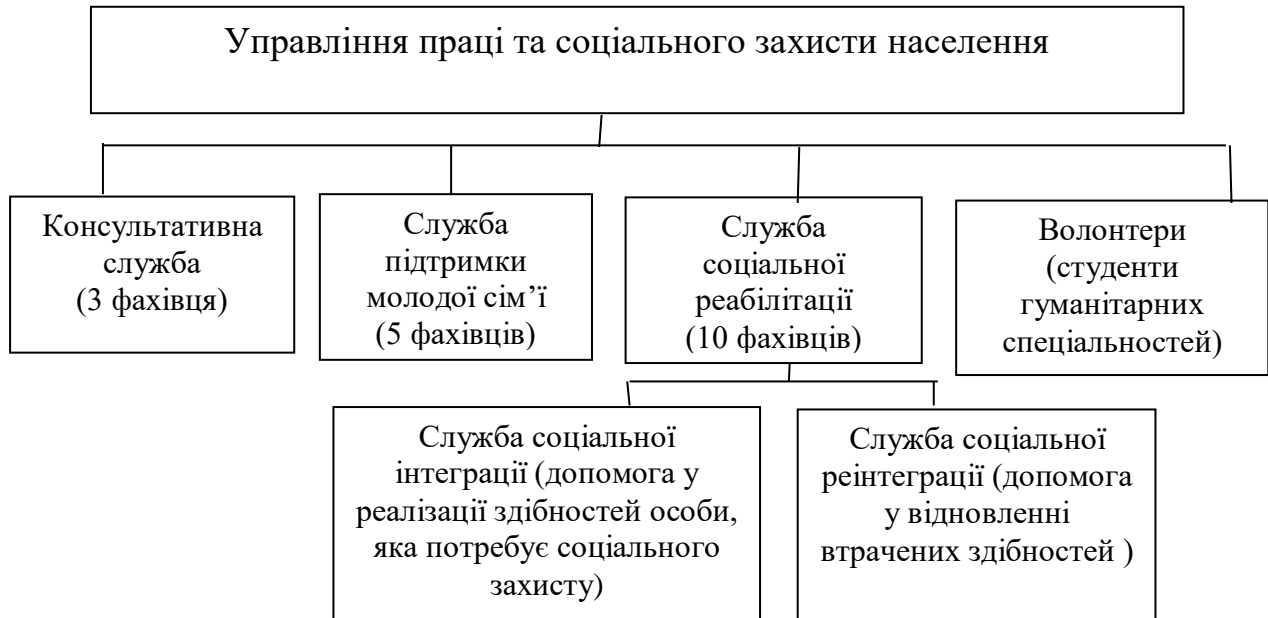 Управління праці та соціального захисти населення
Консультативна
служба
(3 фахівця)
Служба
підтримки
молодої сім’ї
(5 фахівців)
Служба
соціальної
реабілітації
(10 фахівців)
Волонтери
(студенти
гуманітарних
спеціальностей)
Служба соціальної
інтеграції (допомога у
реалізації здібностей особи,
яка потребує соціального
захисту)
Служба соціальної
реінтеграції (допомога
у відновленні
втрачених здібностей )